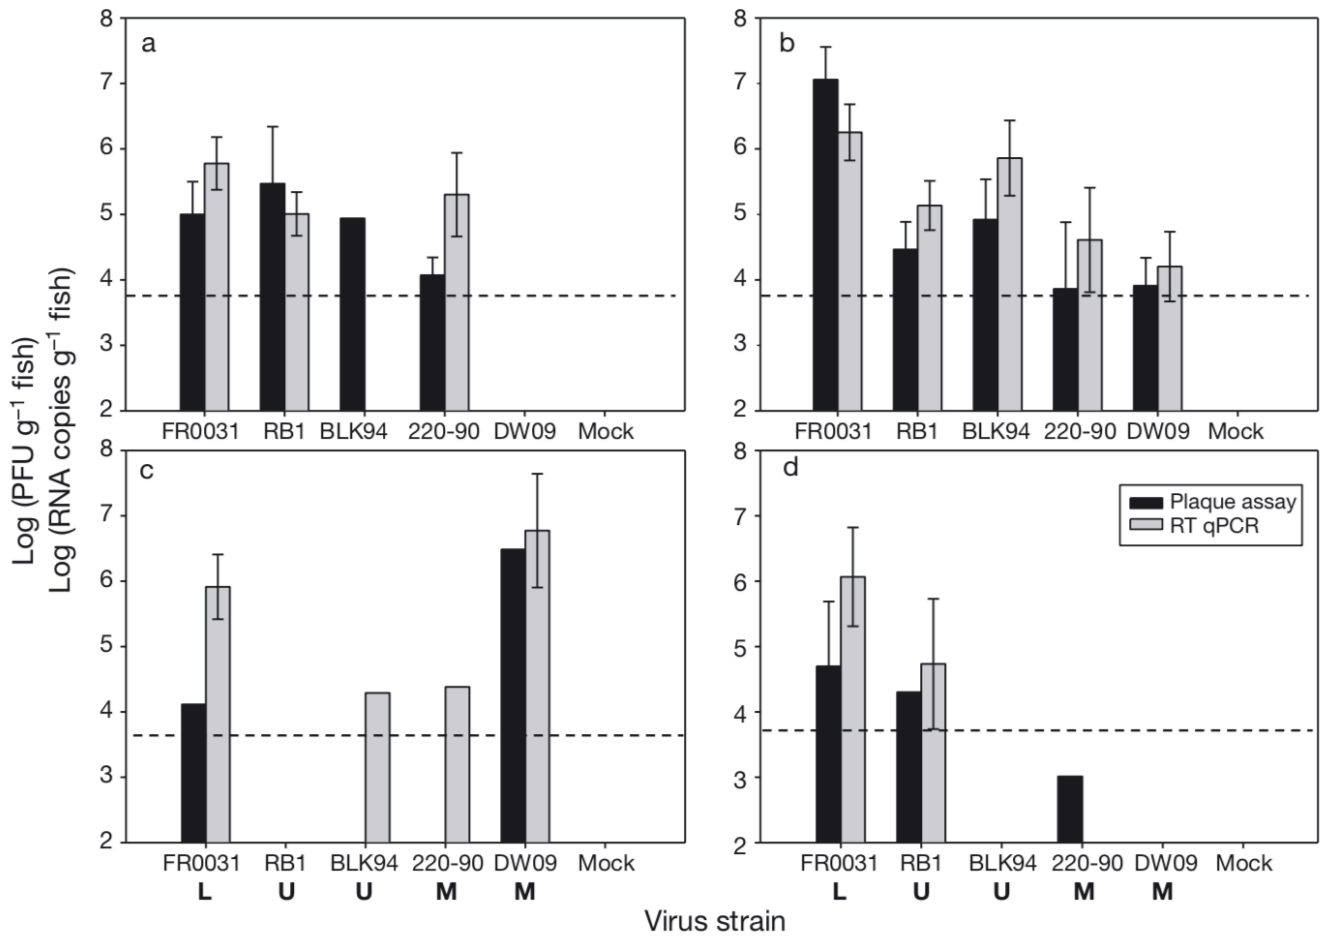 Log (PFU g⁻¹ fish)
Log (RNA copies g⁻¹ fish)
a
8
7
6
5
4
3
2
FR0031 RB1 BLK94 220-90 DW09 Mock
b
8
7
6
5
4
3
2
FR0031 RB1 BLK94 220-90 DW09 Mock
c
8
7
6
5
4
3
2
FR0031 RB1 BLK94 220-90 DW09 Mock
L U U M M
d
Plaque assay
RT qPCR
8
7
6
5
4
3
2
FR0031 RB1 BLK94 220-90 DW09 Mock
L U U M M
Virus strain